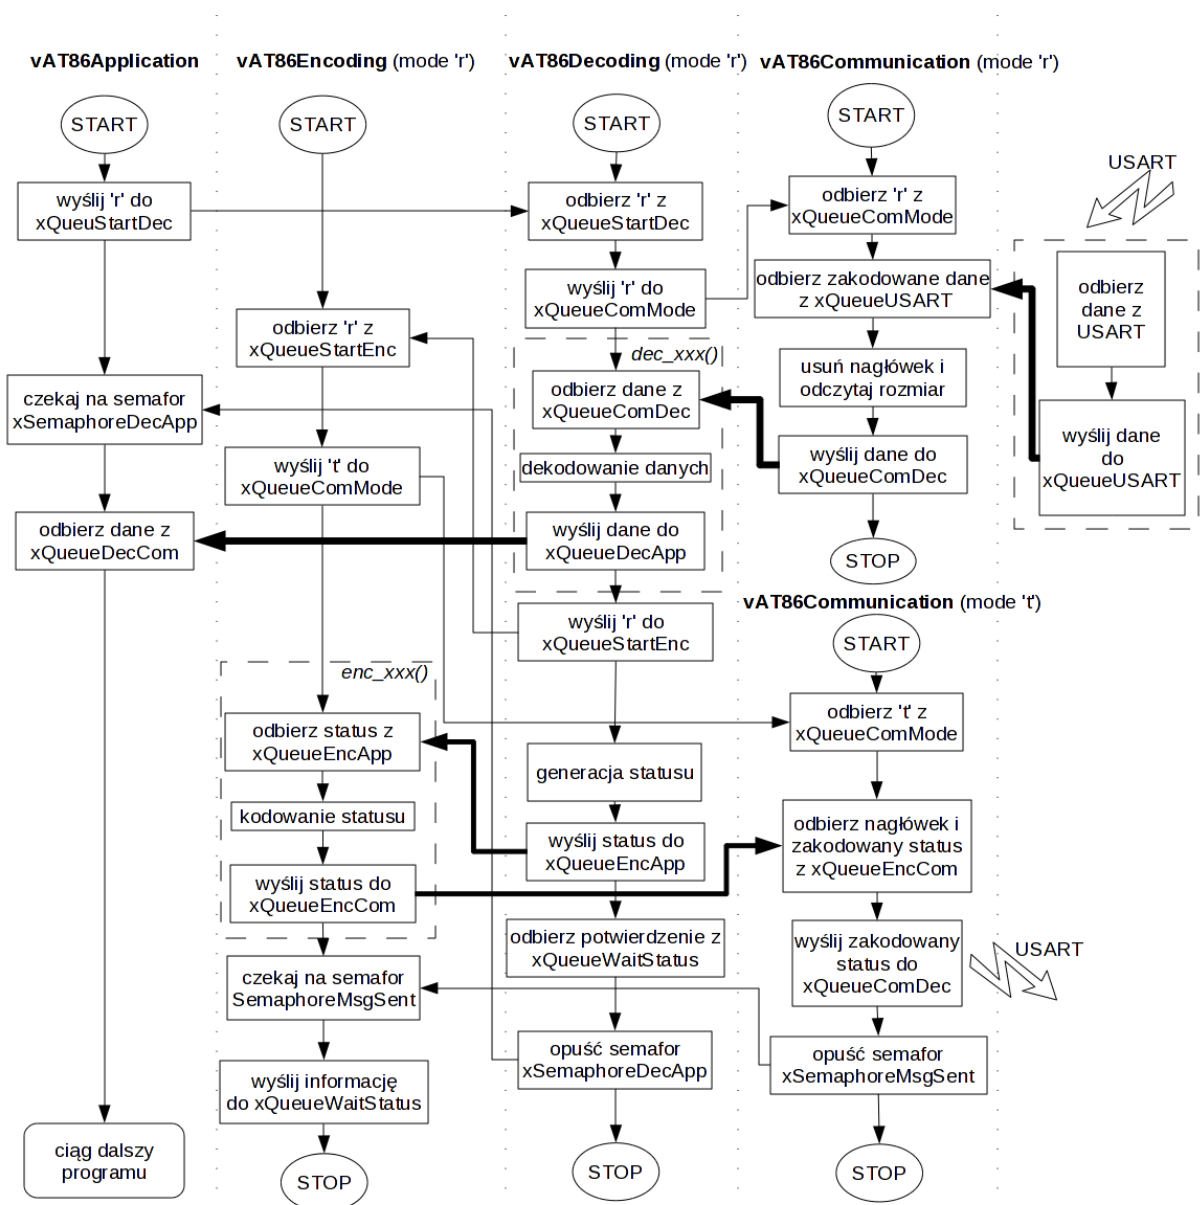 vAT86Application
START
wyślij 'r' do
xQueuStartDec
czekaj na semafor
xSemaphoreDecApp
odbierz dane z
xQueueDecCom
ciąg dalszy
programu
vAT86Encoding (mode 'r')
START
odbierz 'r' z
xQueueStartEnc
wyślij 't' do
xQueueComMode
enc_xxx()
odbierz status z
xQueueEncApp
kodowanie statusu
wyślij status do
xQueueEncCom
czekaj na semafor
SemaphoreMsgSent
wyślij informację
do xQueueWaitStatus
STOP
vAT86Decoding (mode 'r')
START
odbierz 'r' z
xQueueStartDec
wyślij 'r' do
xQueueComMode
dec_xxx()
odbierz dane z
xQueueComDec
dekodowanie danych
wyślij dane do
xQueueDecApp
wyślij 'r' do
xQueueStartEnc
generacja statusu
wyślij status do
xQueueEncApp
odbierz potwierdzenie z
xQueueWaitStatus
opuść semafor
xSemaphoreDecApp
STOP
vAT86Communication (mode 'r')
START
odbierz 'r' z
xQueueComMode
odbierz zakodowane dane
z xQueueUSART
usuń nagłówek i
odczytaj rozmiar
wyślij dane do
xQueueComDec
STOP
vAT86Communication (mode 't')
START
odbierz 't' z
xQueueComMode
odbierz nagłówek i
zakodowany status
z xQueueEncCom
wyślij zakodowany
status do
xQueueComDec
opuść semafor
xSemaphoreMsgSent
STOP
USART
odbierz
dane z
USART
wyślij dane
do
xQueueUSART
USART